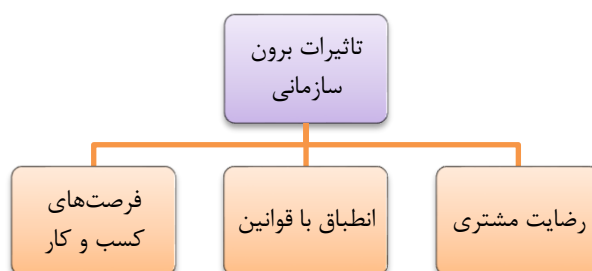 تاثیرات برون
سازمانی
رضایت مشتری
انطباق با قوانین
فرصت‌های
کسب و کار